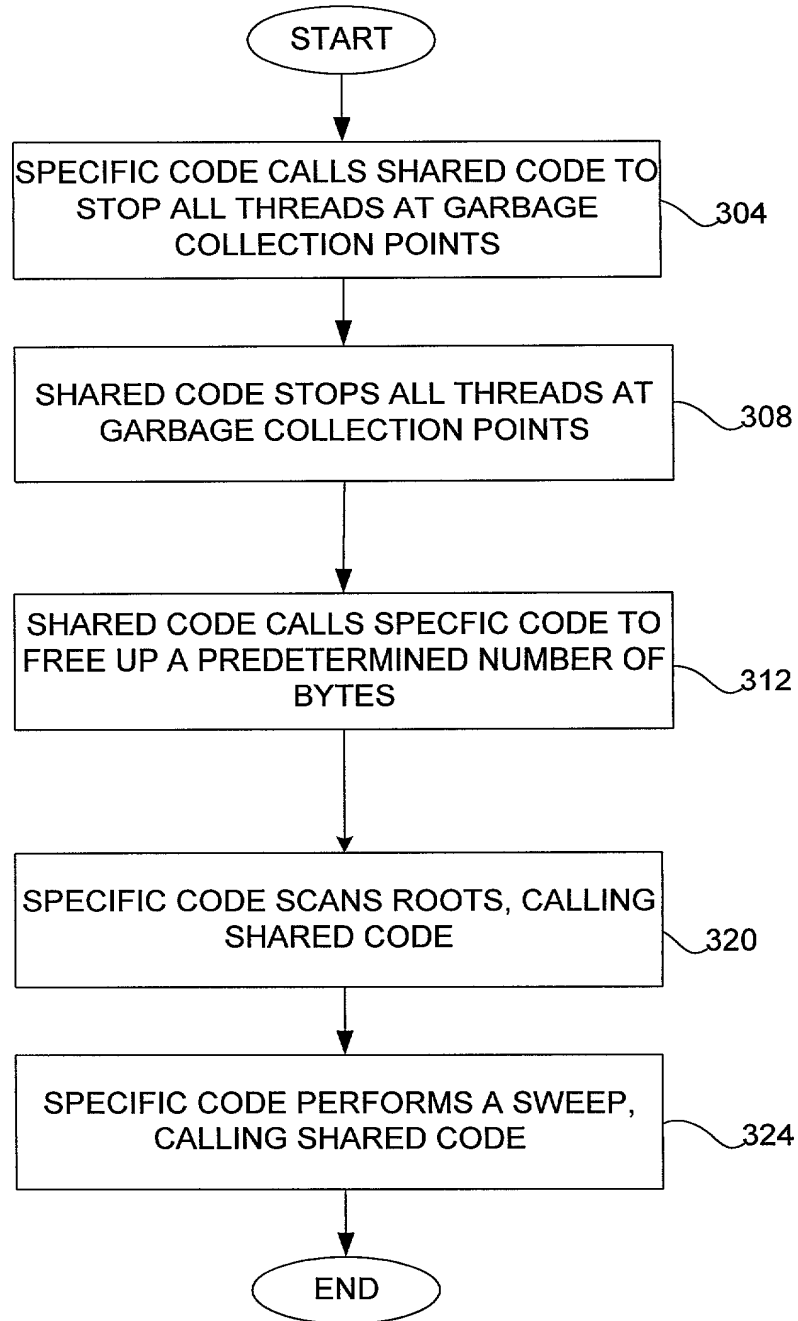 START
SPECIFIC CODE CALLS SHARED CODE TO
STOP ALL THREADS AT GARBAGE
COLLECTION POINTS
304
SHARED CODE STOPS ALL THREADS AT
GARBAGE COLLECTION POINTS
308
SHARED CODE CALLS SPECFIC CODE TO
FREE UP A PREDETERMINED NUMBER OF
BYTES
312
SPECIFIC CODE SCANS ROOTS, CALLING
SHARED CODE
320
SPECIFIC CODE PERFORMS A SWEEP,
CALLING SHARED CODE
324
END